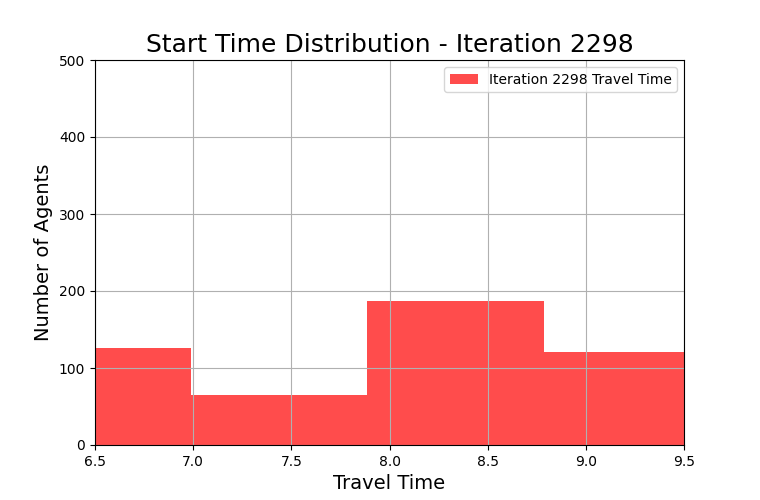 Start Time Distribution - Iteration 2298
Iteration 2298 Travel Time
Number of Agents
500
400
300
200
100
0
6.5 7.0 7.5 8.0 8.5 9.0 9.5
Travel Time